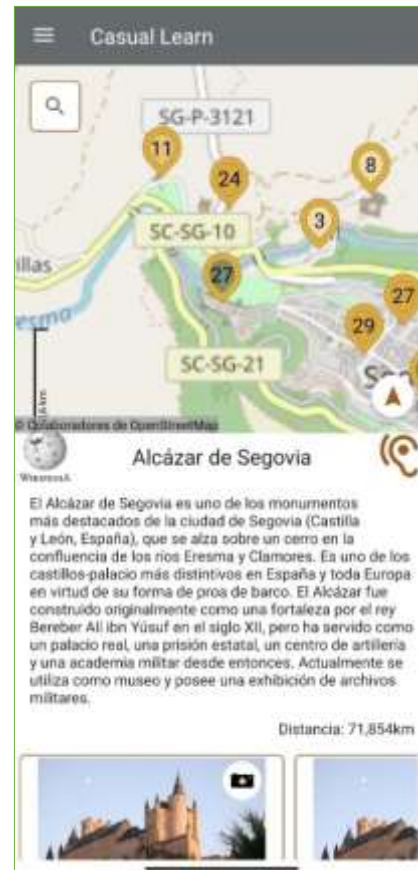 Casual Learn
SG-P-3121
11
24
8
3
SC-SG-10
illas
27
27
esma
29
SC-SG-21
Se
© Colaboradores de OpenStreetMap
WIKIPEDIA
Alcázar de Segovia
El Alcázar de Segovia es uno de los monumentos
más destacados de la ciudad de Segovia (Castilla
y León, España), que se alza sobre un cerro en la
confluencia de los ríos Eresma y Clamores. Es uno de los
castillos-palacio más distintivos en España y toda Europa
en virtud de su forma de proa de barco. El Alcázar fue
construido originalmente como una fortaleza por el rey
Bereber Alí ibn Yúsuf en el siglo XII, pero ha servido como
un palacio real, una prisión estatal, un centro de artillería
y una academia militar desde entonces. Actualmente se
utiliza como museo y posee una exhibición de archivos
militares.
Distancia: 71,854km